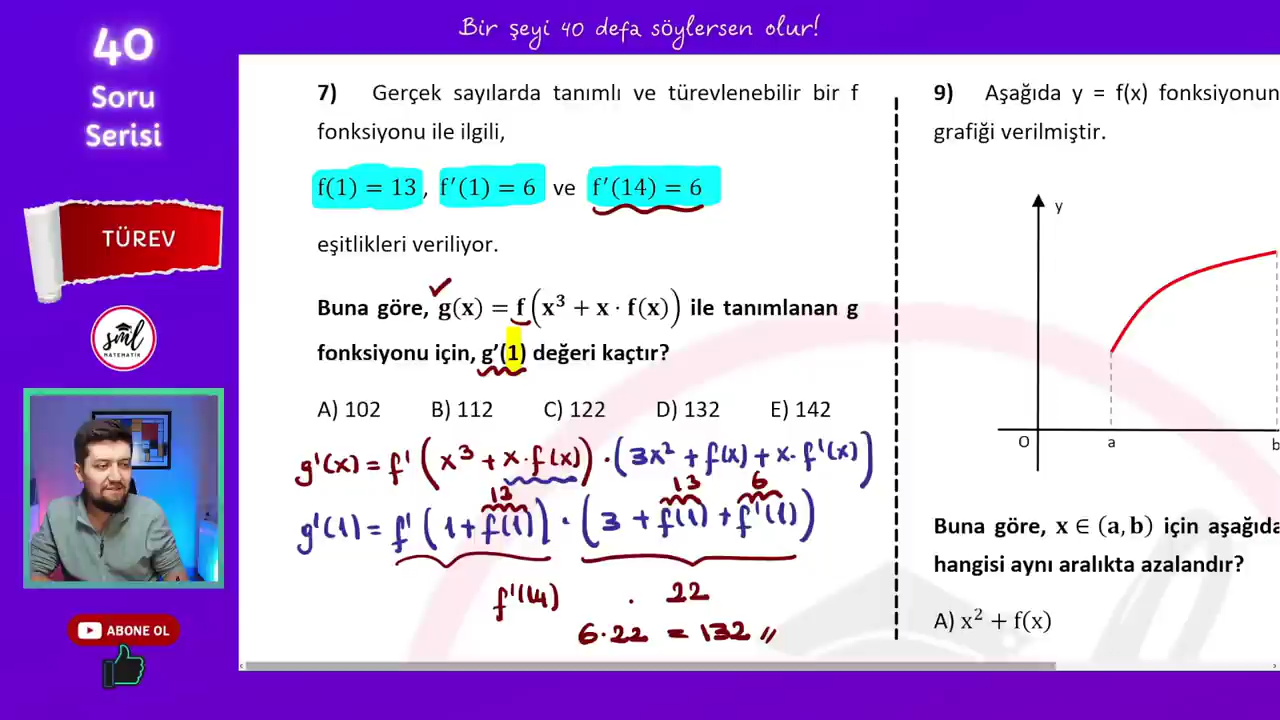 Bir şeyi 40 defa söylersen olur!
40
Soru
Serisi
TÜREV
sml
MATEMATİK
ABONE OL
7) Gerçek sayılarda tanımlı ve türevlenebilir bir f
fonksiyonu ile ilgili,
f(1) = 13 , f′(1) = 6 ve f′(14) = 6
eşitlikleri veriliyor.
Buna göre, g(x) = f(x³ + x · f(x)) ile tanımlanan g
fonksiyonu için, g′(1) değeri kaçtır?
A) 102 B) 112 C) 122 D) 132 E) 142
g'(x) = f' (x³ + x·f(x)) · (3x² + f(x) + x·f'(x))
13 13 6
g'(1) = f' (1 + f(1)) · (3 + f(1) + f'(1))
f'(14) . 22
6·22 = 132 //
9) Aşağıda y = f(x) fonksiyonun
grafiği verilmiştir.
y
O a b
Buna göre, x ∈ (a, b) için aşağıda
hangisi aynı aralıkta azalandır?
A) x² + f(x)